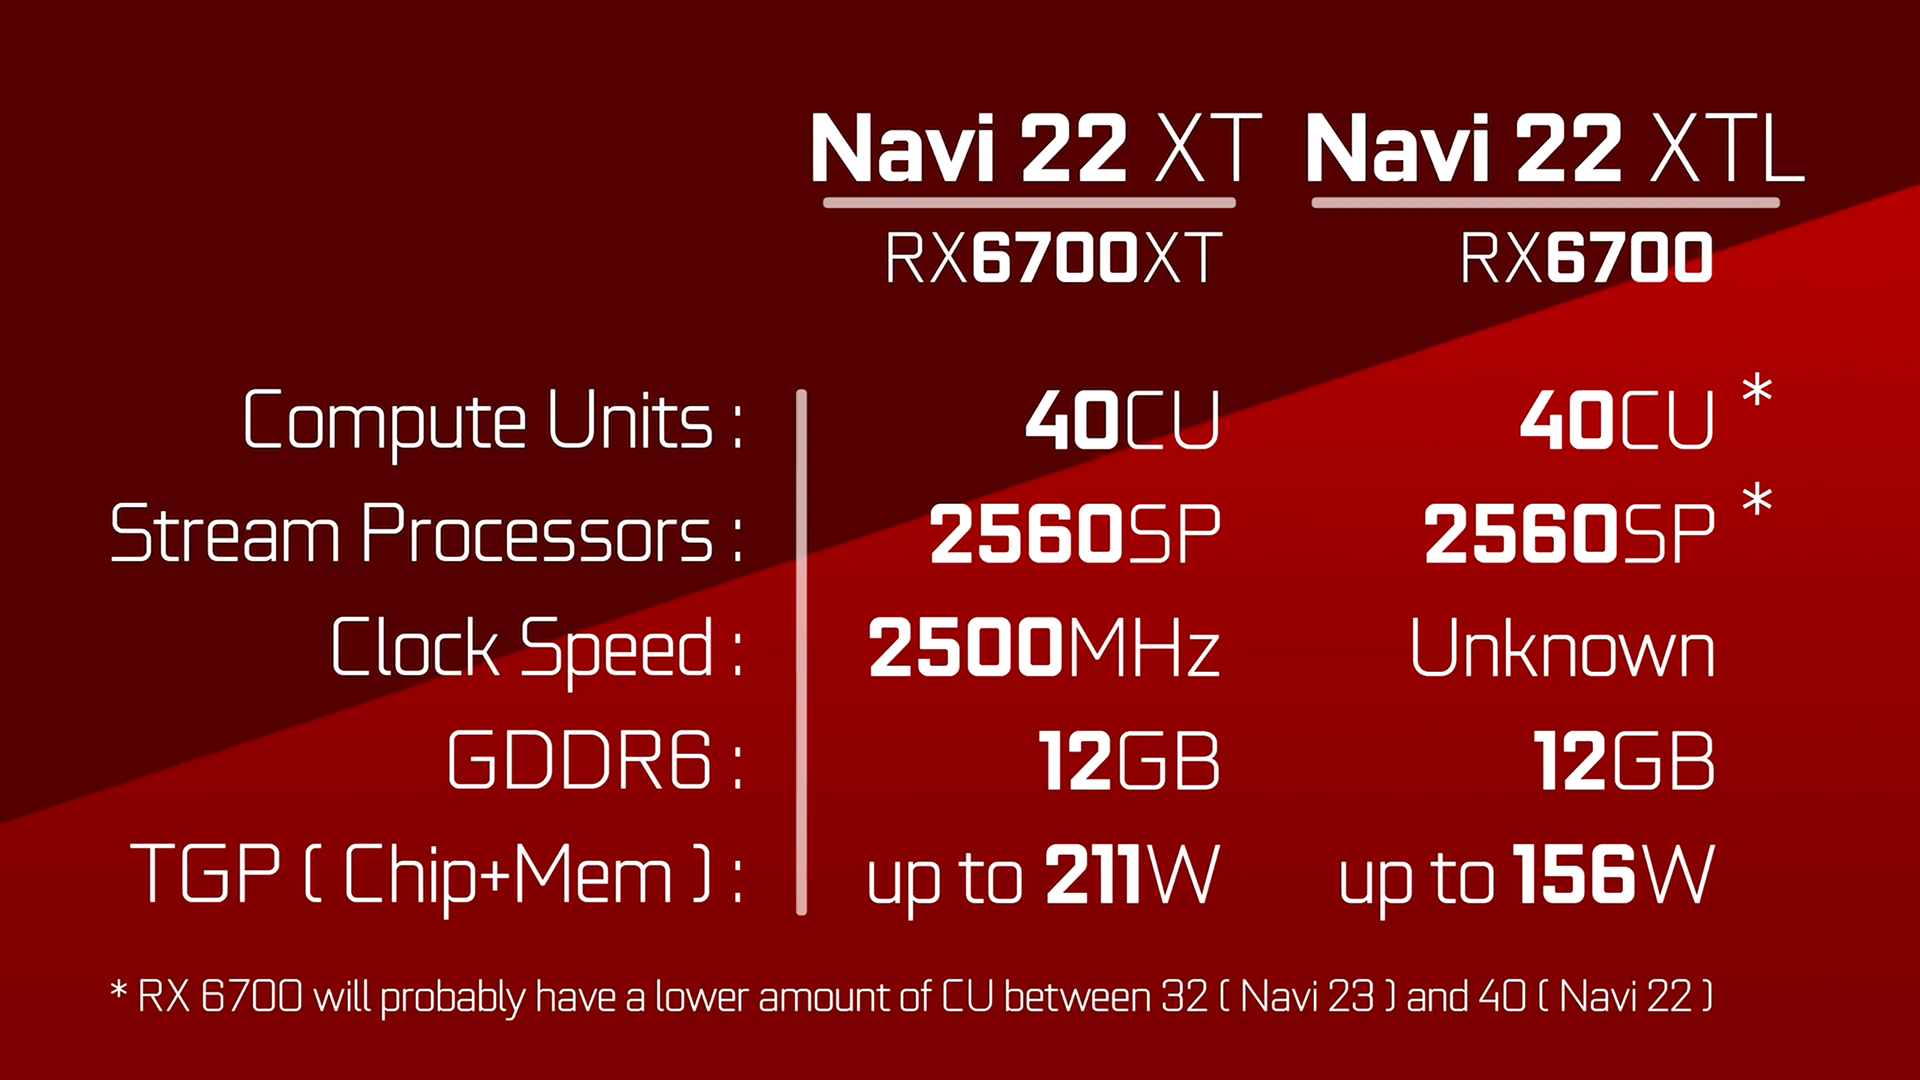 Navi 22 XT Navi 22 XTL
RX6700XT RX6700
Compute Units : 40CU 40CU *
Stream Processors : 2560SP 2560SP *
Clock Speed : 2500MHz Unknown
GDDR6 : 12GB 12GB
TGP ( Chip+Mem ) : up to 211W up to 156W
* RX 6700 will probably have a lower amount of CU between 32 ( Navi 23 ) and 40 ( Navi 22 )